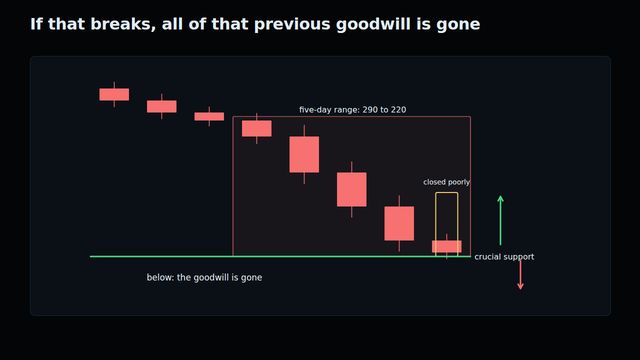 If that breaks, all of that previous goodwill is gone
five-day range: 290 to 220
closed poorly
crucial support
below: the goodwill is gone